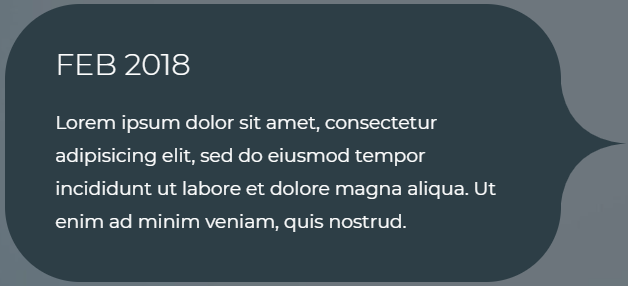 FEB 2018
Lorem ipsum dolor sit amet, consectetur
adipisicing elit, sed do eiusmod tempor
incididunt ut labore et dolore magna aliqua. Ut
enim ad minim veniam, quis nostrud.